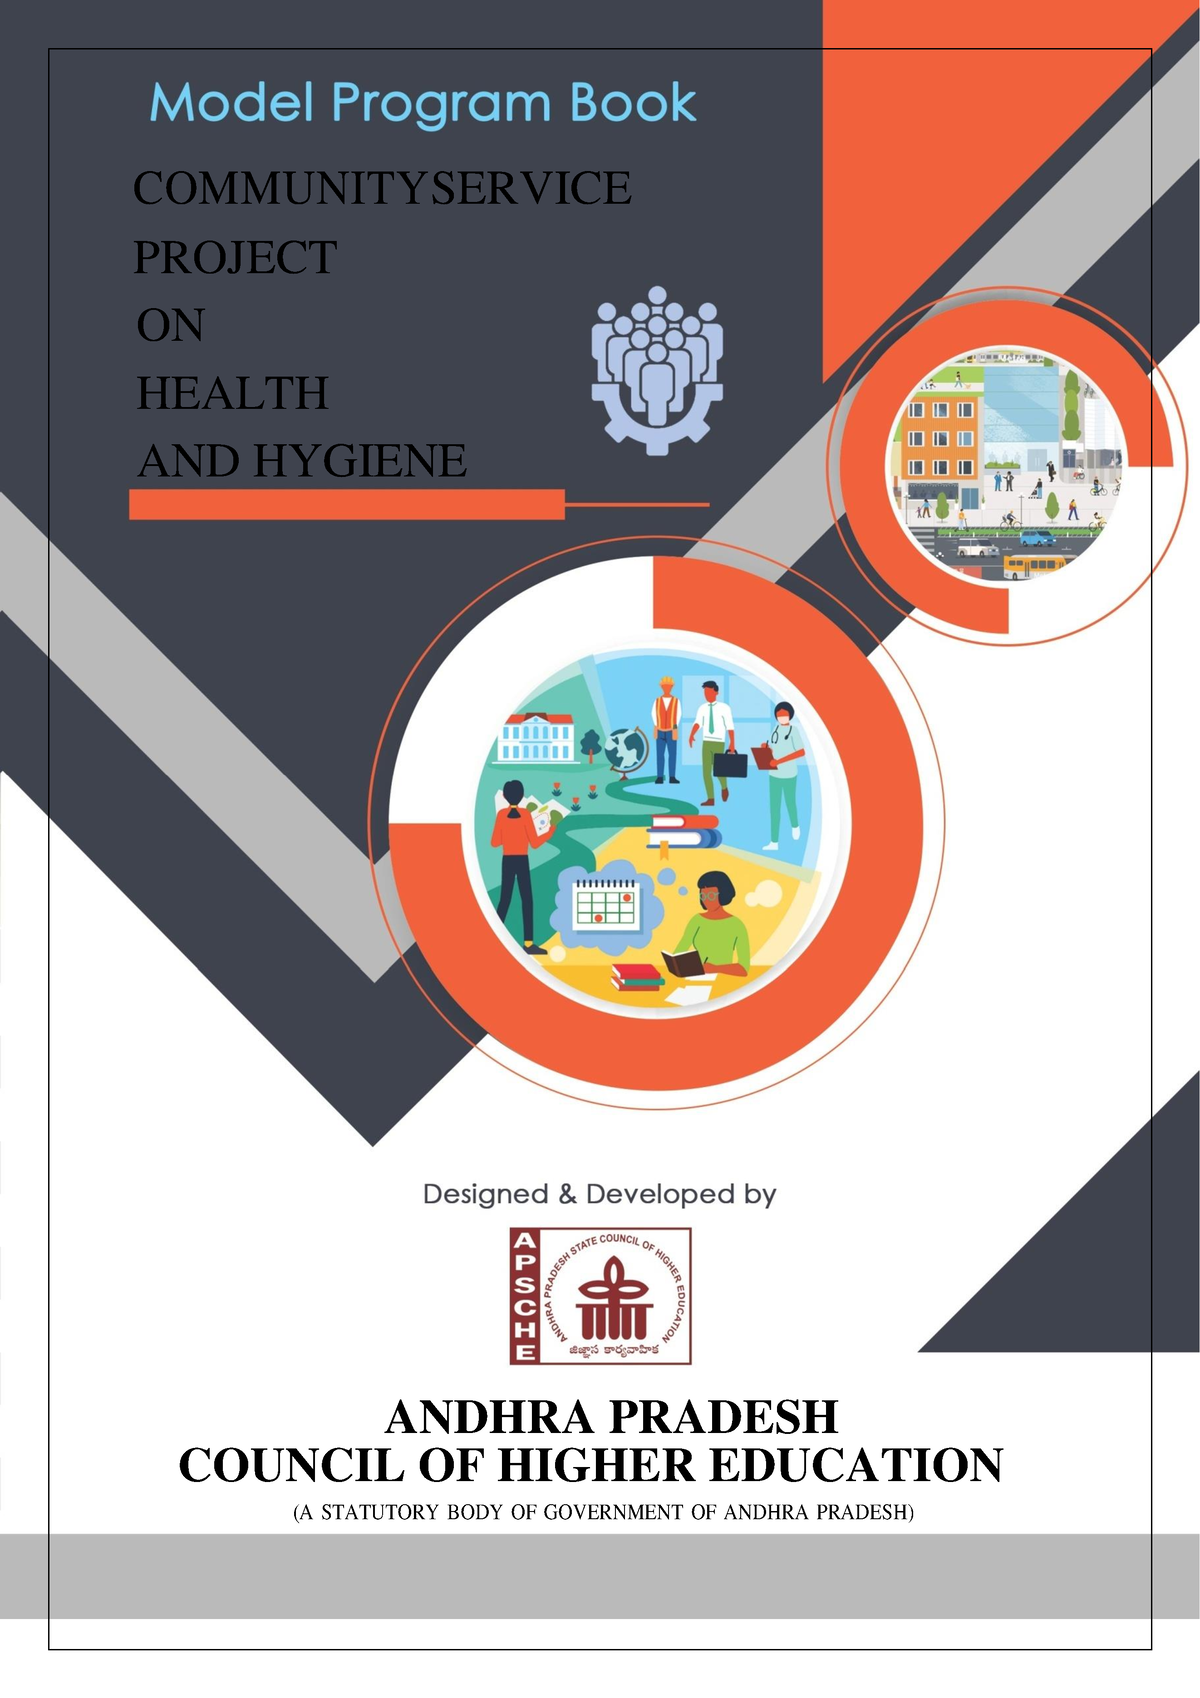 Model Program Book
COMMUNITYSERVICE
PROJECT
ON
HEALTH
AND HYGIENE
Designed & Developed by
APSCHE
ANDHRA PRADESH STATE COUNCIL OF HIGHER EDUCATION
జిజ్ఞాస కార్యవాహిక
ANDHRA PRADESH
COUNCIL OF HIGHER EDUCATION
(A STATUTORY BODY OF GOVERNMENT OF ANDHRA PRADESH)